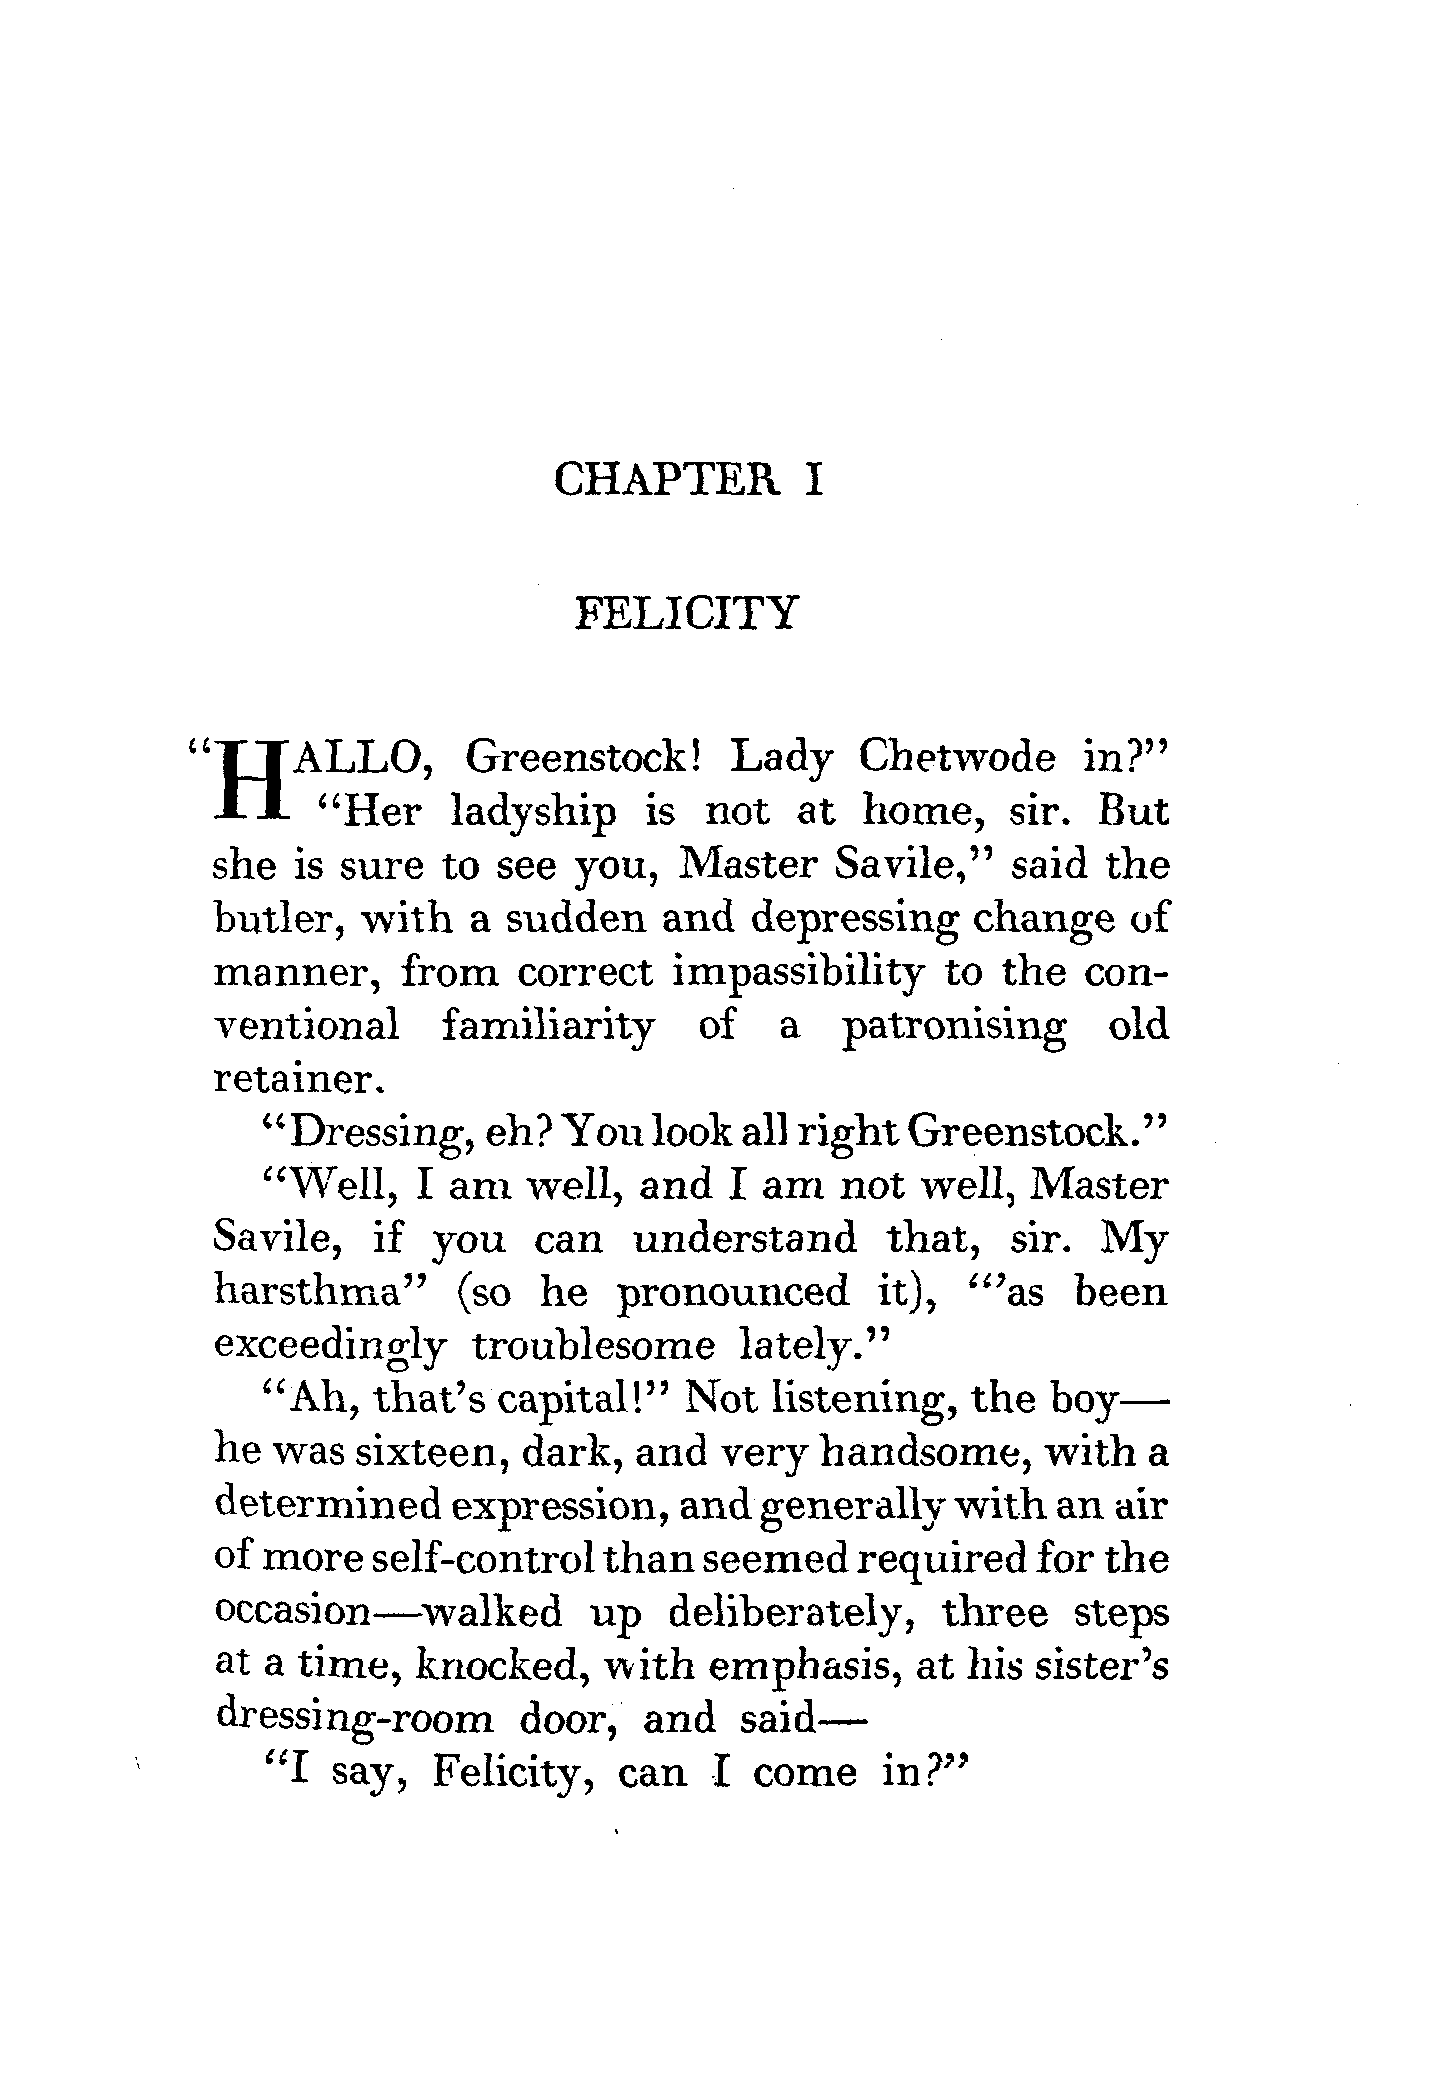 CHAPTER I
FELICITY
“HALLO, Greenstock! Lady Chetwode in?”
“Her ladyship is not at home, sir. But
she is sure to see you, Master Savile,” said the
butler, with a sudden and depressing change of
manner, from correct impassibility to the con-
ventional familiarity of a patronising old
retainer.
“Dressing, eh? You look all right Greenstock.”
“Well, I am well, and I am not well, Master
Savile, if you can understand that, sir. My
harsthma” (so he pronounced it), “’as been
exceedingly troublesome lately.”
“Ah, that’s capital!” Not listening, the boy—
he was sixteen, dark, and very handsome, with a
determined expression, and generally with an air
of more self-control than seemed required for the
occasion—walked up deliberately, three steps
at a time, knocked, with emphasis, at his sister’s
dressing-room door, and said—
“I say, Felicity, can I come in?”